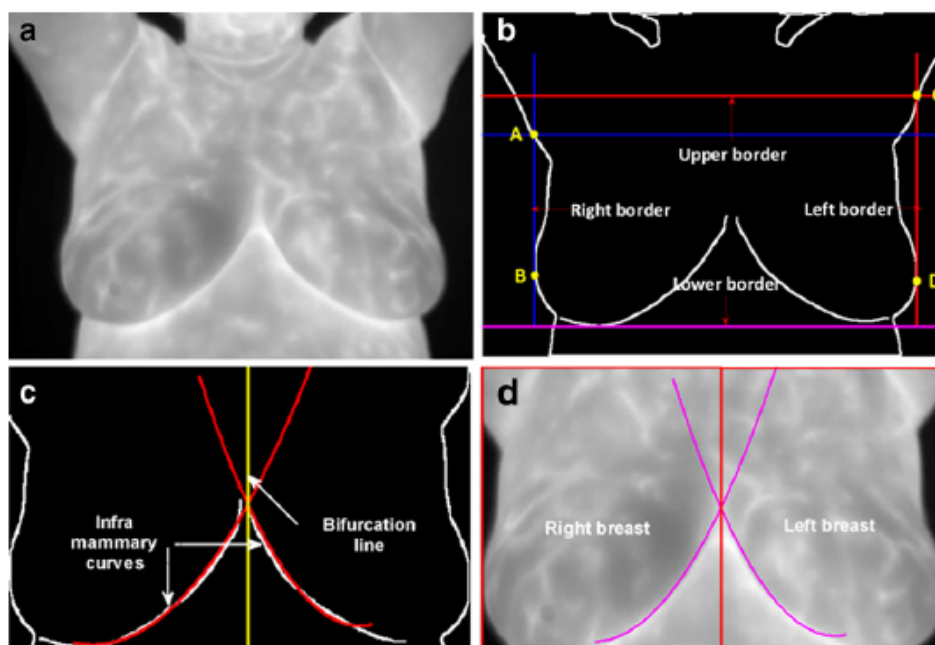 a
b
A
Upper border
Right border
Left border
B
D
Lower border
c
d
Infra
mammary
curves
Bifurcation
line
Right breast
Left breast